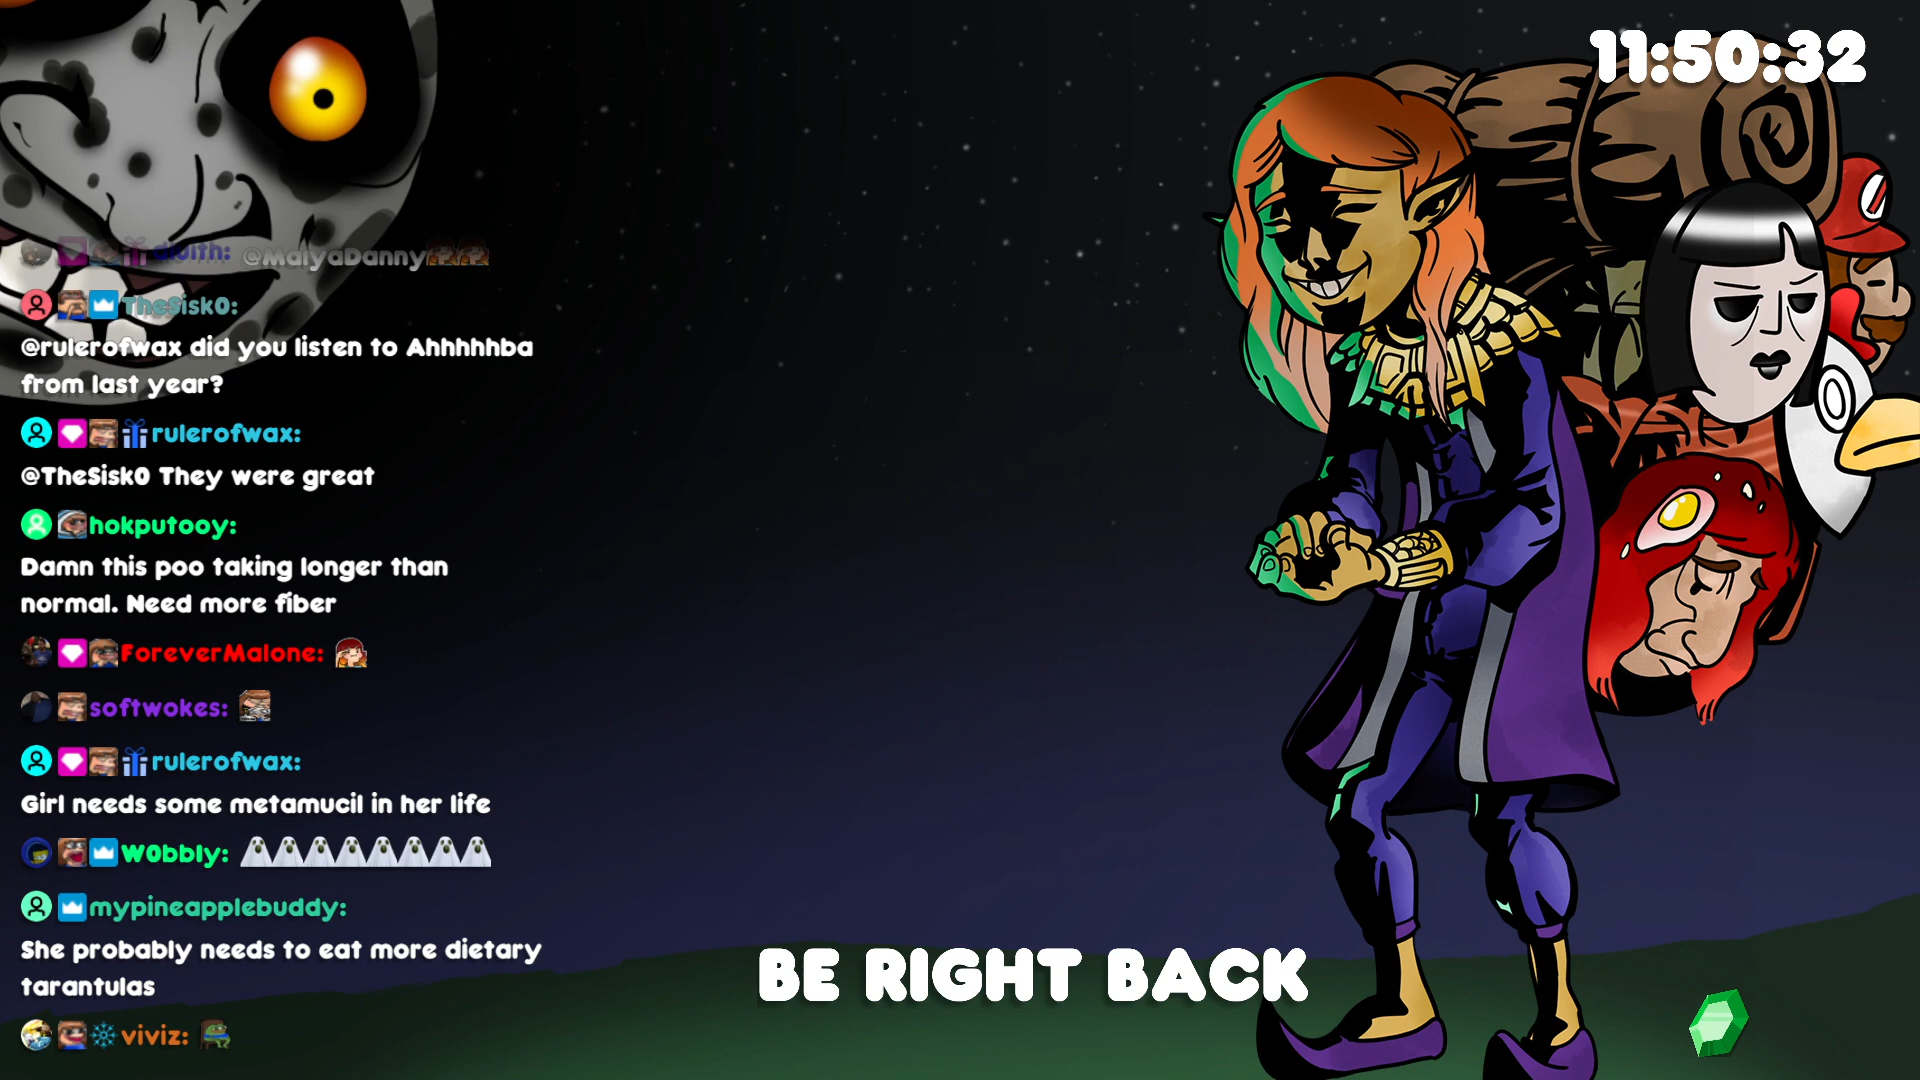 11:50:32
diuith: @MalyaDanny
TheSisk0:
@rulerofwax did you listen to Ahhhhhba
from last year?
rulerofwax:
@TheSisk0 They were great
hokputooy:
Damn this poo taking longer than
normal. Need more fiber
ForeverMalone:
softwokes:
rulerofwax:
Girl needs some metamucil in her life
W0bbly:
mypineapplebuddy:
She probably needs to eat more dietary
tarantulas
viviz:
BE RIGHT BACK